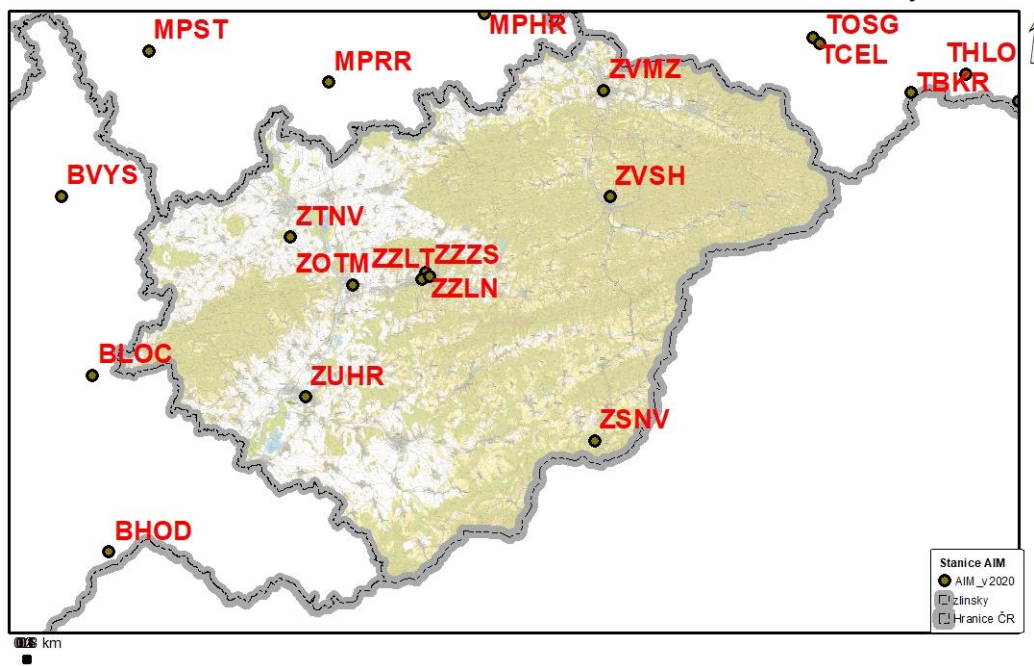 MPST
MPHR
TOSG
TCEL
MPRR
ZVMZ
THLO
TBKR
BVYS
ZVSH
ZTNV
ZOTM
ZZLT
ZZZS
ZZLN
BLOC
ZUHR
ZSNV
BHOD
Stanice AIM
AIM_v2020
zlinsky
Hranice ČR
km